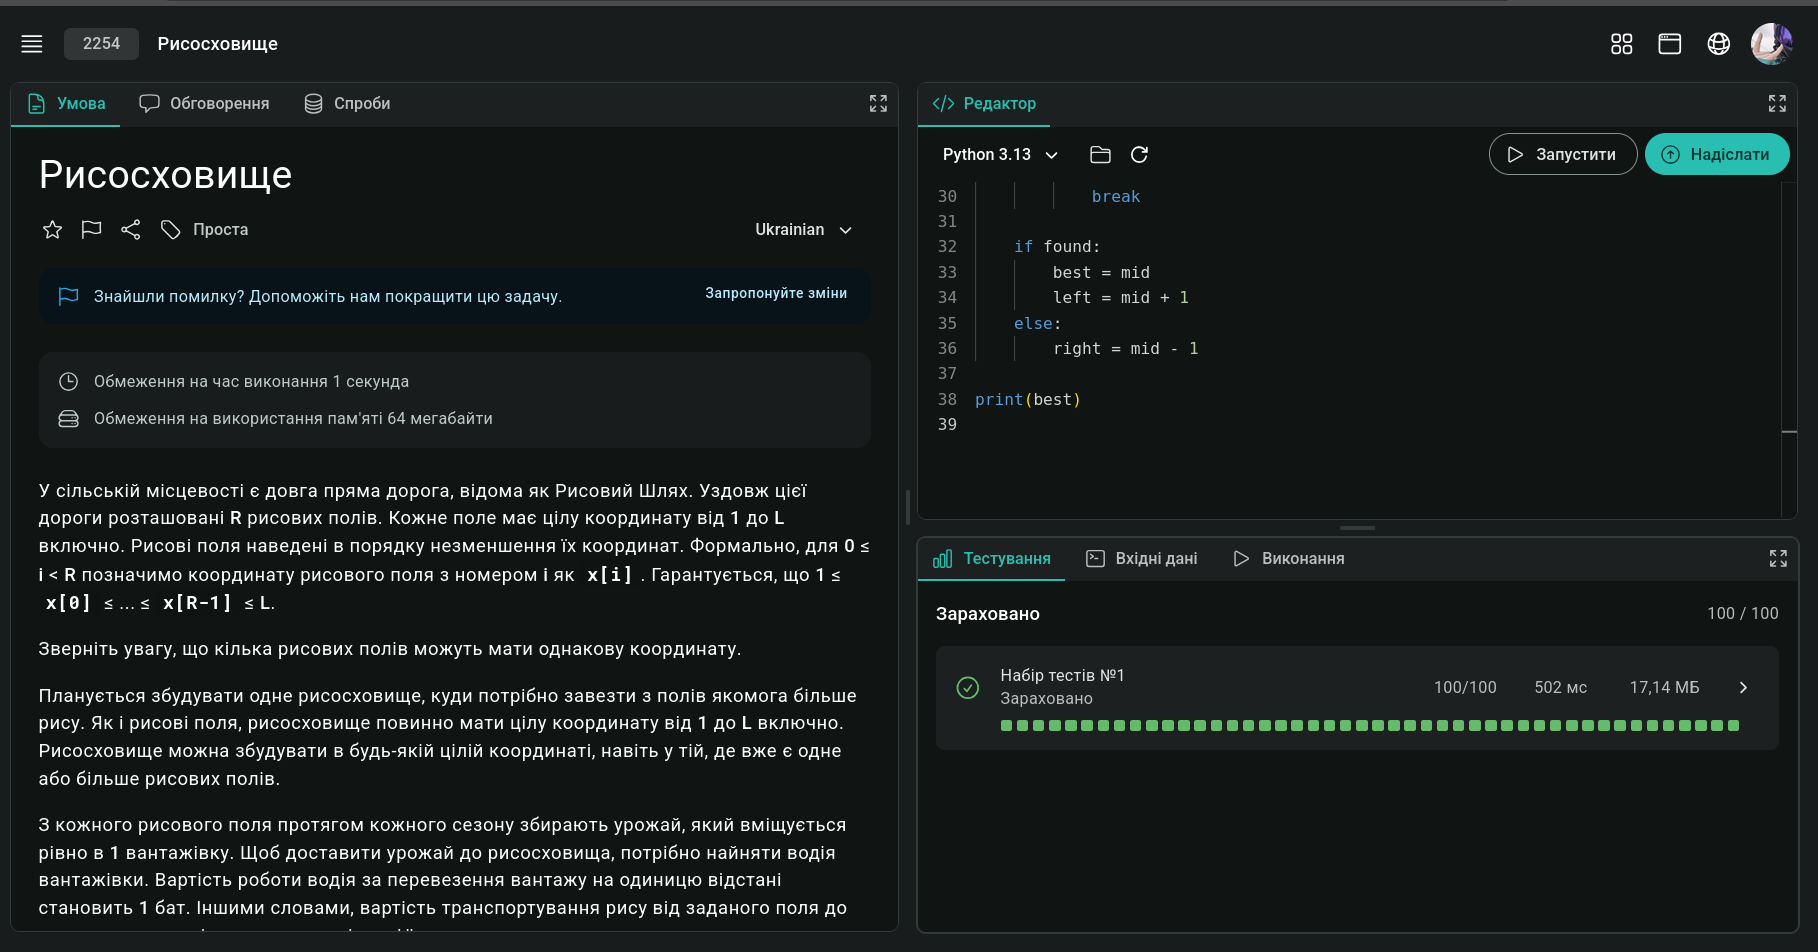 2254 Рисосховище
Умова Обговорення Спроби
Рисосховище
Проста Ukrainian
Знайшли помилку? Допоможіть нам покращити цю задачу. Запропонуйте зміни
Обмеження на час виконання 1 секунда
Обмеження на використання пам'яті 64 мегабайти
У сільській місцевості є довга пряма дорога, відома як Рисовий Шлях. Уздовж цієї
дороги розташовані R рисових полів. Кожне поле має цілу координату від 1 до L
включно. Рисові поля наведені в порядку незменшення їх координат. Формально, для 0 ≤
i < R позначимо координату рисового поля з номером i як x[i] . Гарантується, що 1 ≤
x[0] ≤ ... ≤ x[R-1] ≤ L.
Зверніть увагу, що кілька рисових полів можуть мати однакову координату.
Планується збудувати одне рисосховище, куди потрібно завезти з полів якомога більше
рису. Як і рисові поля, рисосховище повинно мати цілу координату від 1 до L включно.
Рисосховище можна збудувати в будь-якій цілій координаті, навіть у тій, де вже є одне
або більше рисових полів.
З кожного рисового поля протягом кожного сезону збирають урожай, який вміщується
рівно в 1 вантажівку. Щоб доставити урожай до рисосховища, потрібно найняти водія
вантажівки. Вартість роботи водія за перевезення вантажу на одиницю відстані
становить 1 бат. Іншими словами, вартість транспортування рису від заданого поля до
Редактор
Python 3.13 Запустити Надіслати
30 break
31
32 if found:
33 best = mid
34 left = mid + 1
35 else:
36 right = mid - 1
37
38 print(best)
39
Тестування Вхідні дані Виконання
Зараховано 100 / 100
Набір тестів №1
Зараховано
100/100 502 мс 17,14 МБ